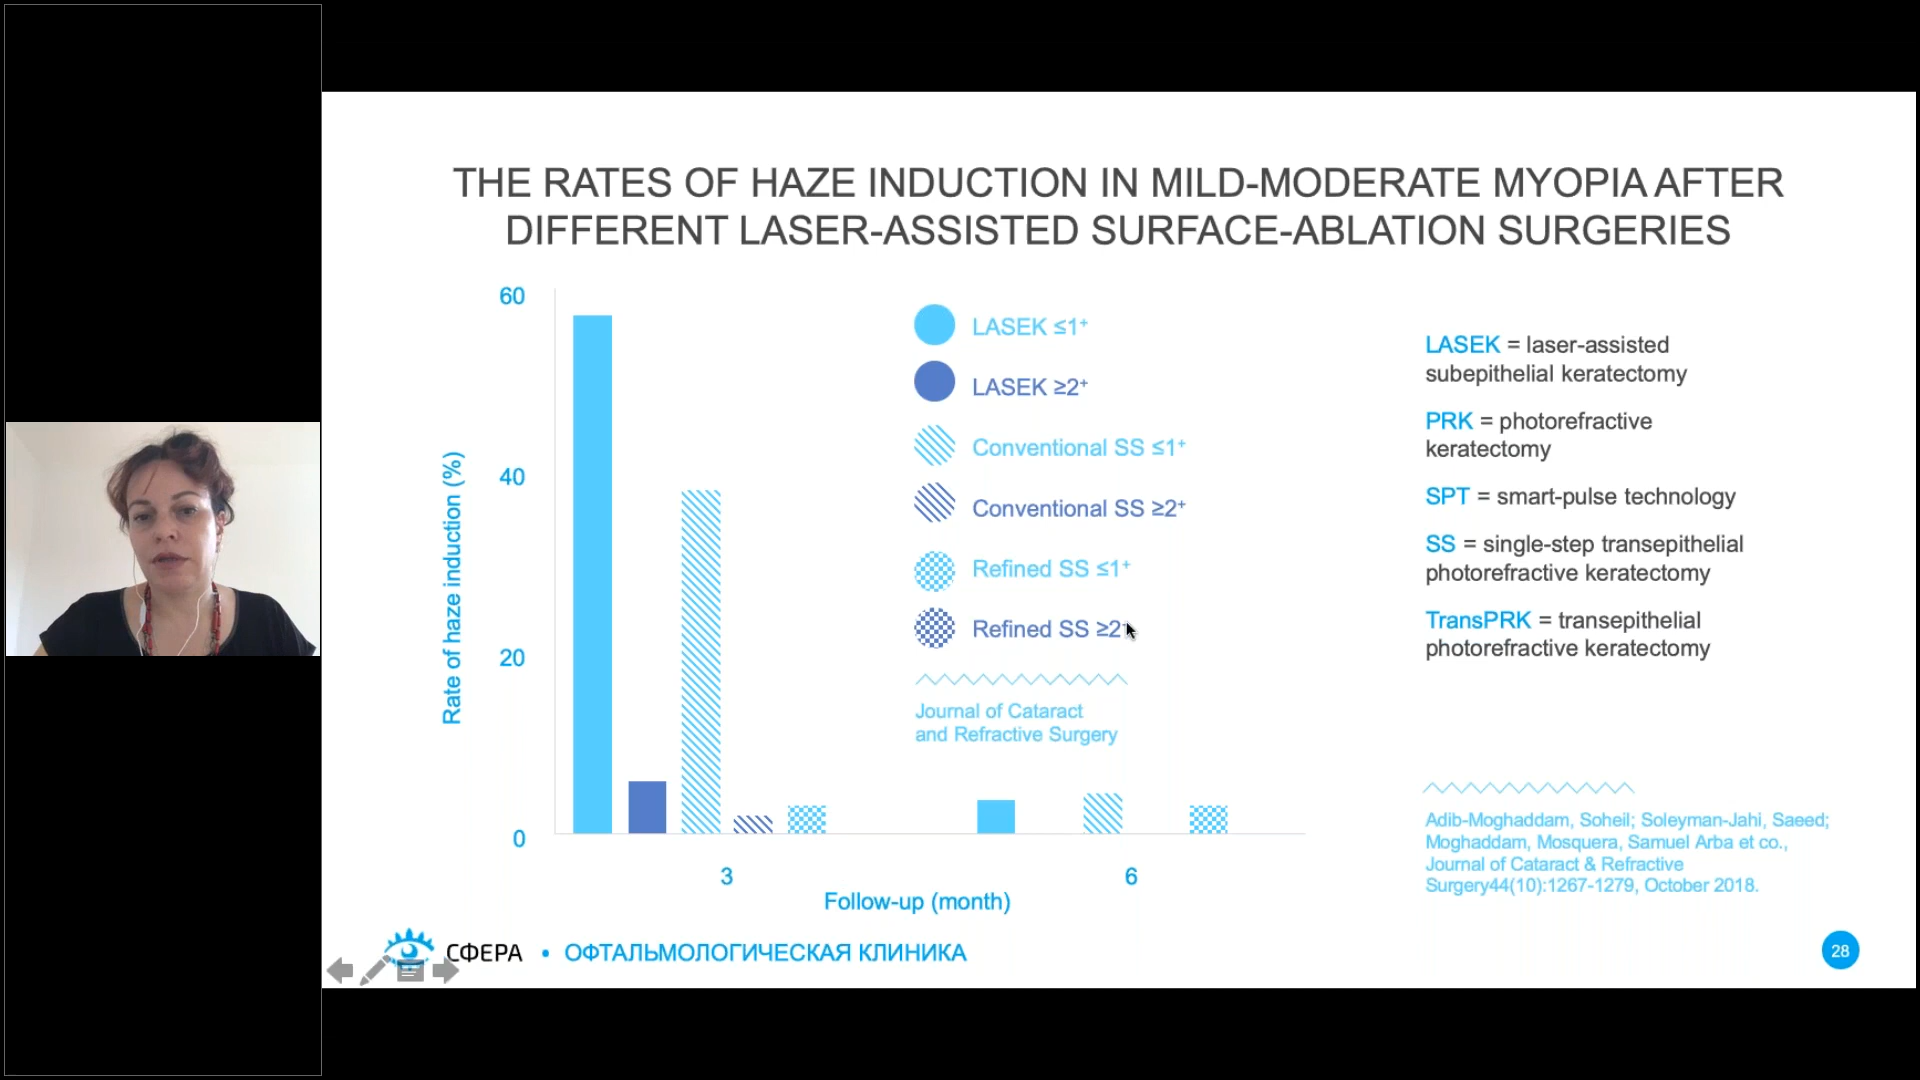 THE RATES OF HAZE INDUCTION IN MILD-MODERATE MYOPIA AFTER
DIFFERENT LASER-ASSISTED SURFACE-ABLATION SURGERIES
60
40
20
0
Rate of haze induction (%)
3
6
Follow-up (month)
LASEK ≤1⁺
LASEK ≥2⁺
Conventional SS ≤1⁺
Conventional SS ≥2⁺
Refined SS ≤1⁺
Refined SS ≥2⁺
Journal of Cataract
and Refractive Surgery
LASEK = laser-assisted
subepithelial keratectomy
PRK = photorefractive
keratectomy
SPT = smart-pulse technology
SS = single-step transepithelial
photorefractive keratectomy
TransPRK = transepithelial
photorefractive keratectomy
Adib-Moghaddam, Soheil; Soleyman-Jahi, Saeed;
Moghaddam, Mosquera, Samuel Arba et co.,
Journal of Cataract & Refractive
Surgery44(10):1267-1279, October 2018.
СФЕРА • ОФТАЛЬМОЛОГИЧЕСКАЯ КЛИНИКА
28